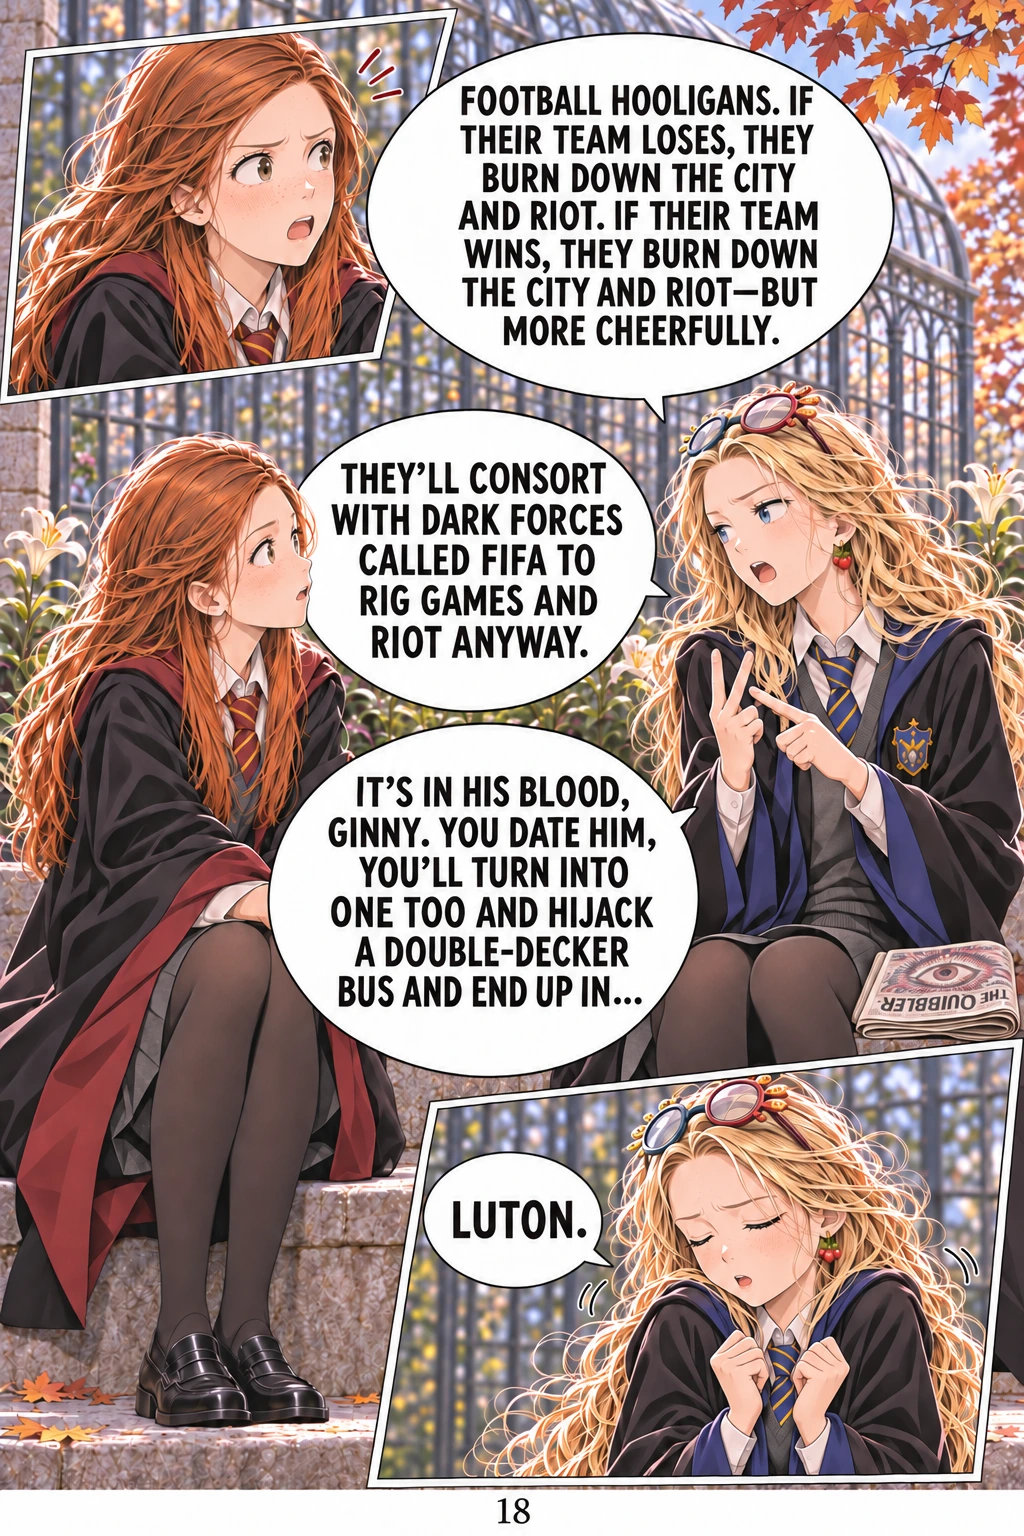 FOOTBALL HOOLIGANS. IF
THEIR TEAM LOSES, THEY
BURN DOWN THE CITY
AND RIOT. IF THEIR TEAM
WINS, THEY BURN DOWN
THE CITY AND RIOT—BUT
MORE CHEERFULLY.
THEY'LL CONSORT
WITH DARK FORCES
CALLED FIFA TO
RIG GAMES AND
RIOT ANYWAY.
IT'S IN HIS BLOOD,
GINNY. YOU DATE HIM,
YOU'LL TURN INTO
ONE TOO AND HIJACK
A DOUBLE-DECKER
BUS AND END UP IN...
THE QUIBBLER.
LUTON.
18